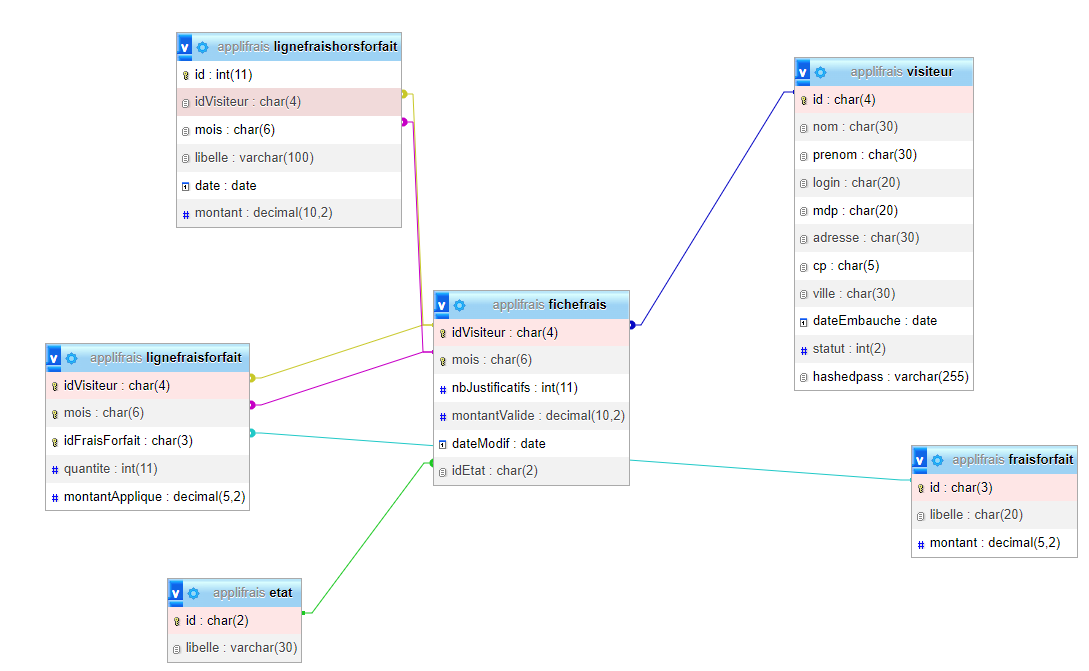 applifrais lignefraishorsforfait
id : int(11)
idVisiteur : char(4)
mois : char(6)
libelle : varchar(100)
date : date
montant : decimal(10,2)
applifrais visiteur
id : char(4)
nom : char(30)
prenom : char(30)
login : char(20)
mdp : char(20)
adresse : char(30)
cp : char(5)
ville : char(30)
dateEmbauche : date
statut : int(2)
hashedpass : varchar(255)
applifrais fichefrais
idVisiteur : char(4)
mois : char(6)
nbJustificatifs : int(11)
montantValide : decimal(10,2)
dateModif : date
idEtat : char(2)
applifrais lignefraisforfait
idVisiteur : char(4)
mois : char(6)
idFraisForfait : char(3)
quantite : int(11)
montantApplique : decimal(5,2)
applifrais fraisforfait
id : char(3)
libelle : char(20)
montant : decimal(5,2)
applifrais etat
id : char(2)
libelle : varchar(30)